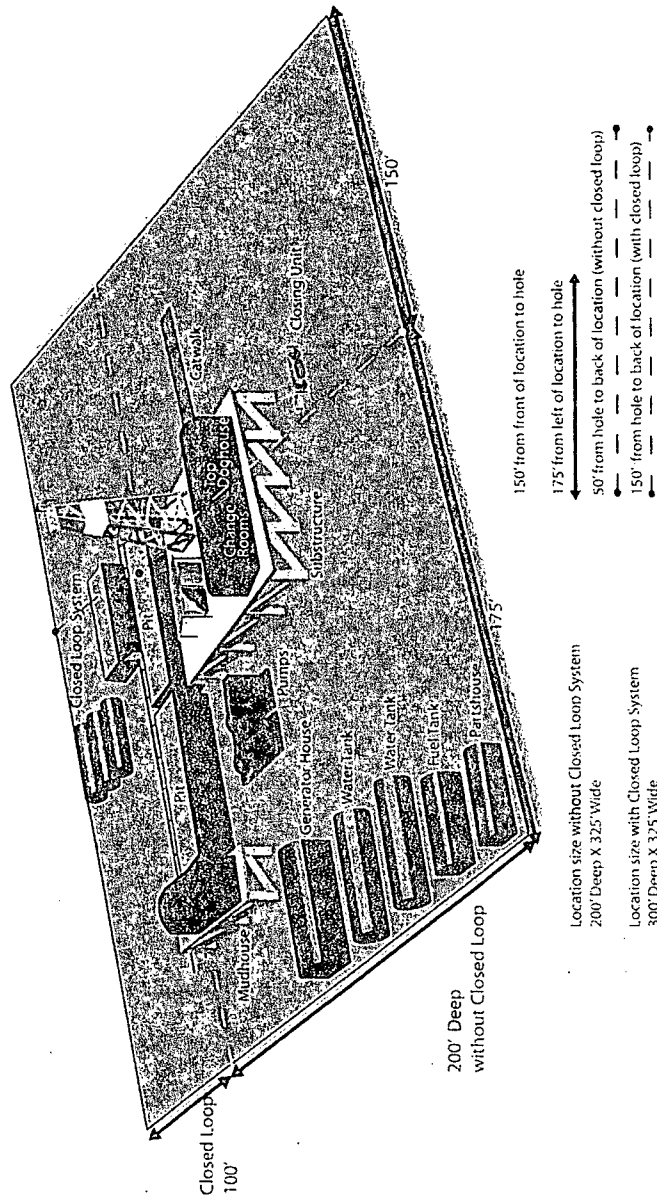 Closed Loop
100'
200' Deep
without Closed Loop
Mudhouse
Pit
Pit
Closed Loop System
Generator House
Water Tank
Water Tank
Fuel Tank
Partshouse
Pumps
Substructure
Change
Room
Top
Doghouse
Catwalk
Closing Unit
175'
150'
Location size without Closed Loop System
200' Deep X 325' Wide
Location size with Closed Loop System
300' Deep X 325' Wide
150' from front of location to hole
175' from left of location to hole
50' from hole to back of location (without closed loop)
150' from hole to back of location (with closed loop)